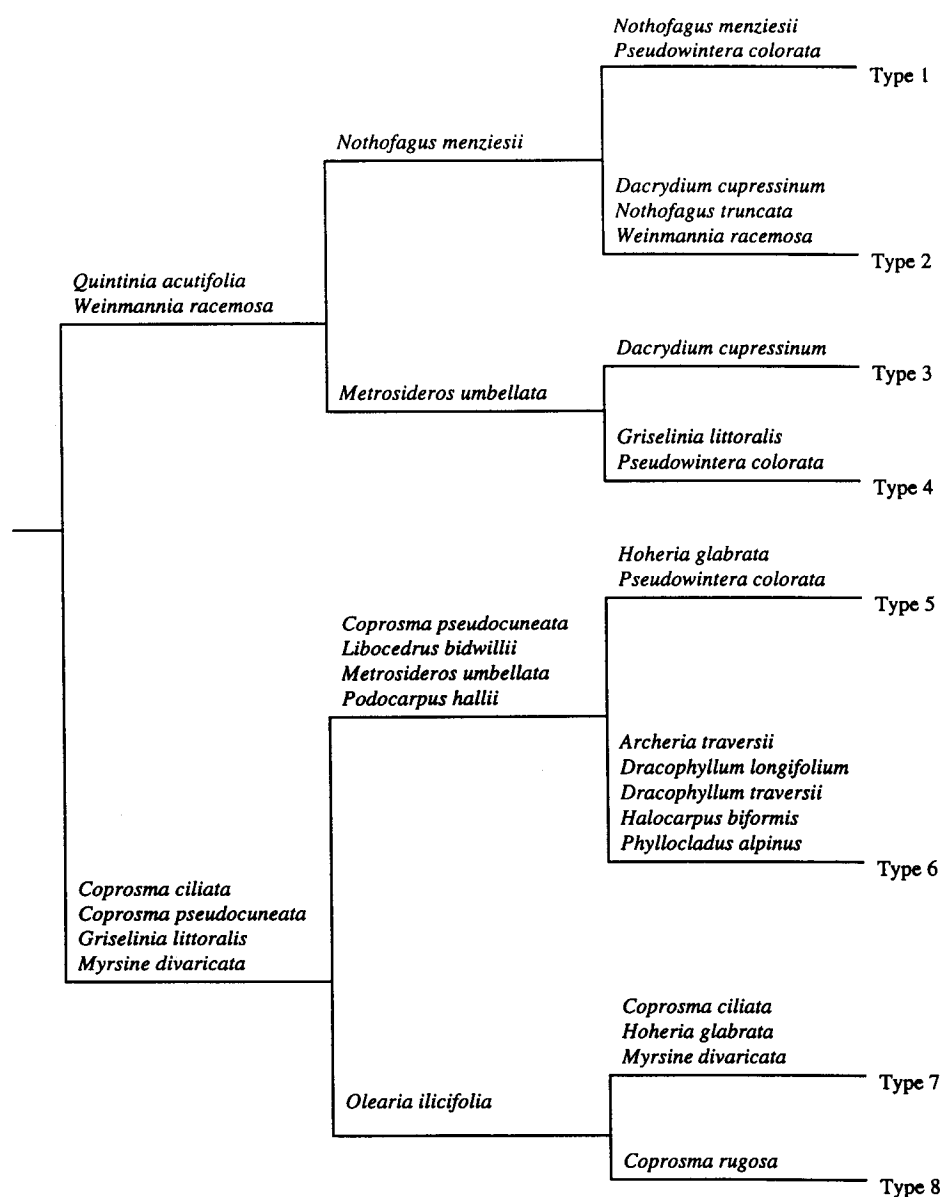 Nothofagus menziesii
Pseudowintera colorata
Type 1
Nothofagus menziesii
Dacrydium cupressinum
Nothofagus truncata
Weinmannia racemosa
Type 2
Quintinia acutifolia
Weinmannia racemosa
Dacrydium cupressinum
Type 3
Metrosideros umbellata
Griselinia littoralis
Pseudowintera colorata
Type 4
Hoheria glabrata
Pseudowintera colorata
Type 5
Coprosma pseudocuneata
Libocedrus bidwillii
Metrosideros umbellata
Podocarpus hallii
Archeria traversii
Dracophyllum longifolium
Dracophyllum traversii
Halocarpus biformis
Phyllocladus alpinus
Type 6
Coprosma ciliata
Coprosma pseudocuneata
Griselinia littoralis
Myrsine divaricata
Coprosma ciliata
Hoheria glabrata
Myrsine divaricata
Type 7
Olearia ilicifolia
Coprosma rugosa
Type 8